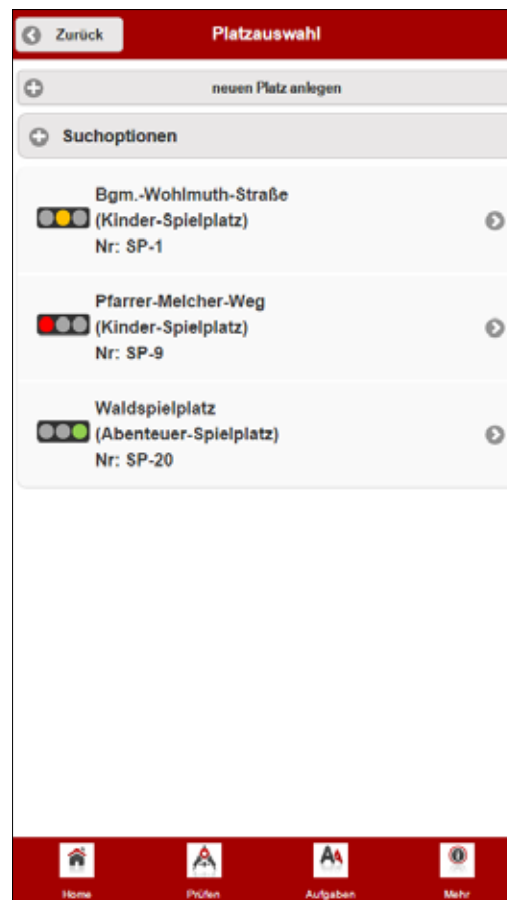 Zurück
Platzauswahl
neuen Platz anlegen
Suchoptionen
Bgm.-Wohlmuth-Straße
(Kinder-Spielplatz)
Nr: SP-1
Pfarrer-Melcher-Weg
(Kinder-Spielplatz)
Nr: SP-9
Waldspielplatz
(Abenteuer-Spielplatz)
Nr: SP-20
Home
Prüfen
Aufgaben
Mehr